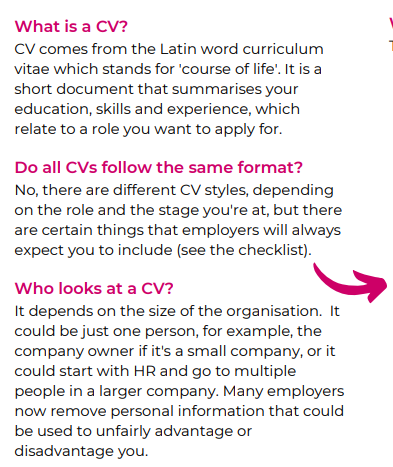 What is a CV?
CV comes from the Latin word curriculum
vitae which stands for 'course of life'. It is a
short document that summarises your
education, skills and experience, which
relate to a role you want to apply for.
Do all CVs follow the same format?
No, there are different CV styles, depending
on the role and the stage you're at, but there
are certain things that employers will always
expect you to include (see the checklist).
Who looks at a CV?
It depends on the size of the organisation.  It
could be just one person, for example, the
company owner if it's a small company, or it
could start with HR and go to multiple
people in a larger company. Many employers
now remove personal information that could
be used to unfairly advantage or
disadvantage you.